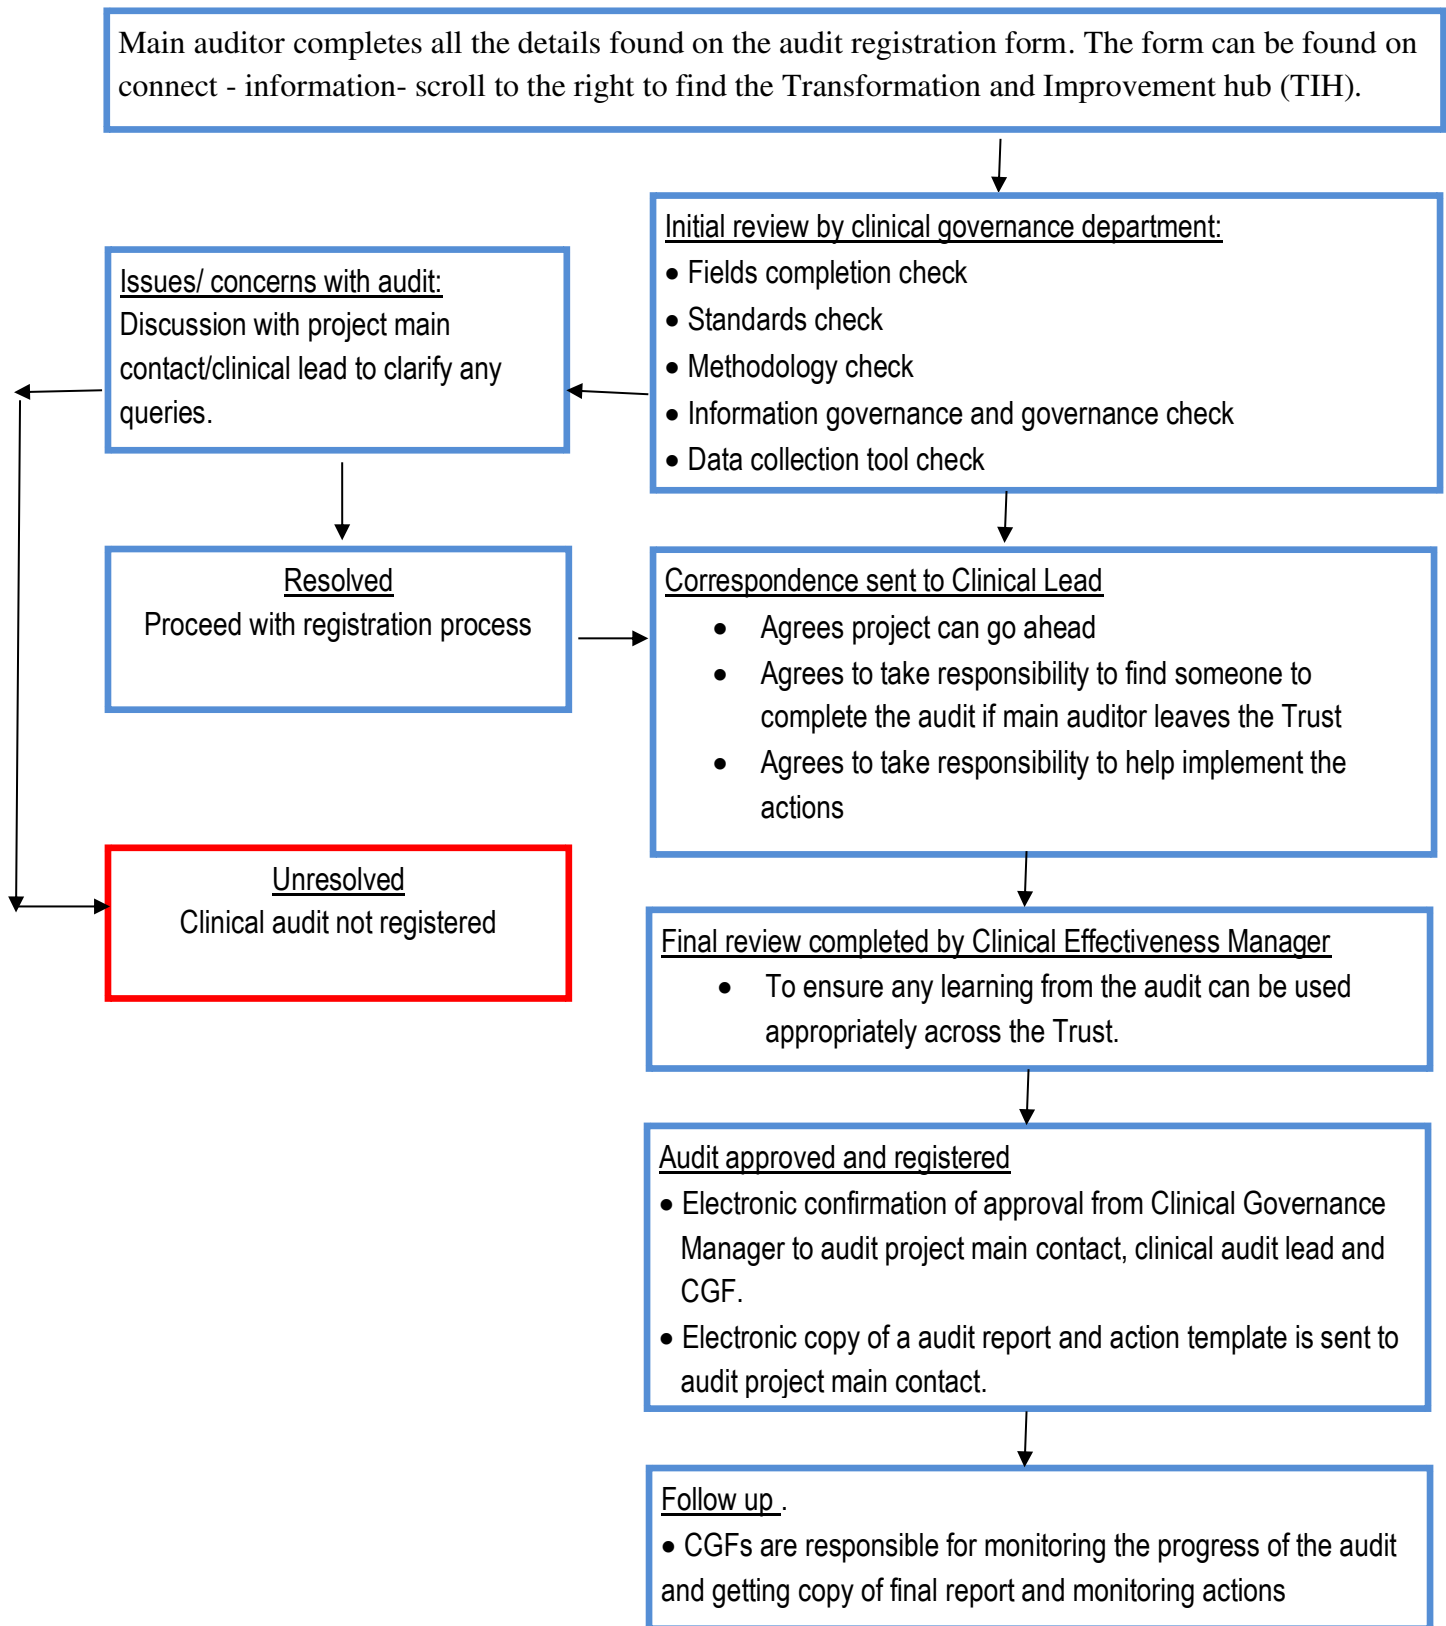 Main auditor completes all the details found on the audit registration form. The form can be found on
connect - information- scroll to the right to find the Transformation and Improvement hub (TIH).
Initial review by clinical governance department:
• Fields completion check
• Standards check
• Methodology check
• Information governance and governance check
• Data collection tool check
Issues/ concerns with audit:
Discussion with project main
contact/clinical lead to clarify any
queries.
Resolved
Proceed with registration process
Correspondence sent to Clinical Lead
• Agrees project can go ahead
• Agrees to take responsibility to find someone to
complete the audit if main auditor leaves the Trust
• Agrees to take responsibility to help implement the
actions
Unresolved
Clinical audit not registered
Final review completed by Clinical Effectiveness Manager
• To ensure any learning from the audit can be used
appropriately across the Trust.
Audit approved and registered
• Electronic confirmation of approval from Clinical Governance
Manager to audit project main contact, clinical audit lead and
CGF.
• Electronic copy of a audit report and action template is sent to
audit project main contact.
Follow up .
• CGFs are responsible for monitoring the progress of the audit
and getting copy of final report and monitoring actions